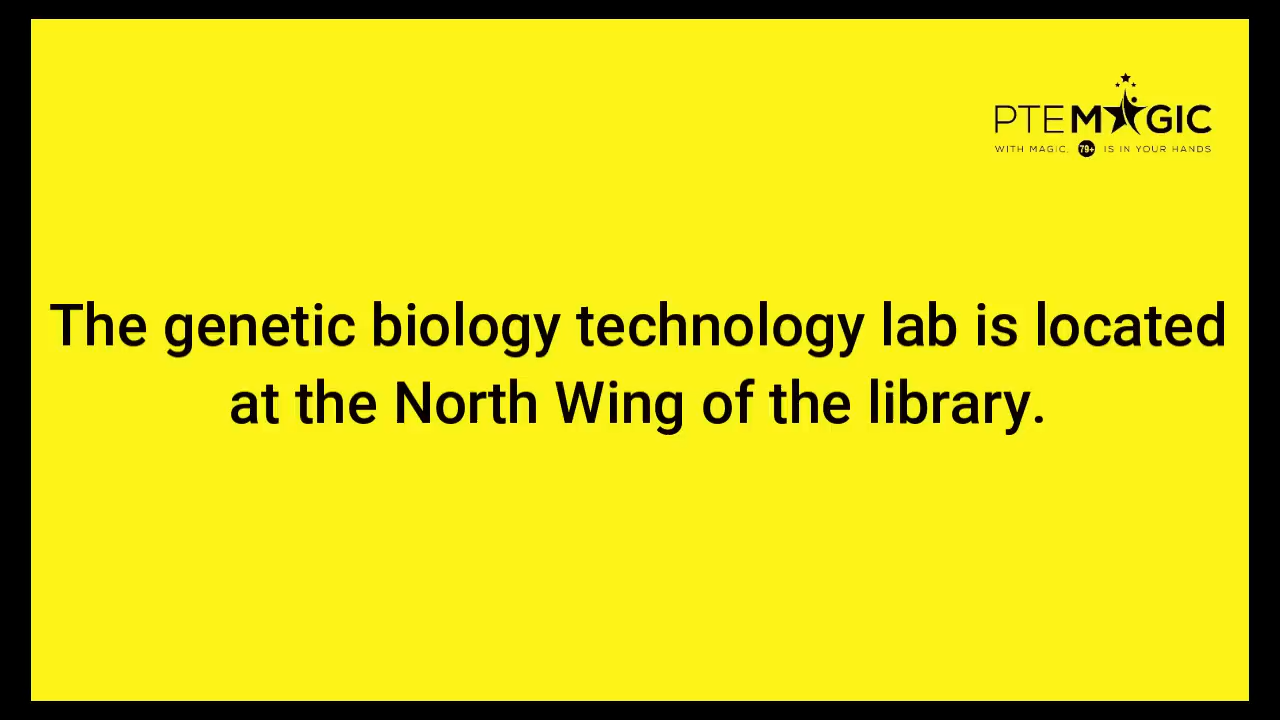 PTEMAGIC
WITH MAGIC, 79+ IS IN YOUR HANDS
The genetic biology technology lab is located
at the North Wing of the library.